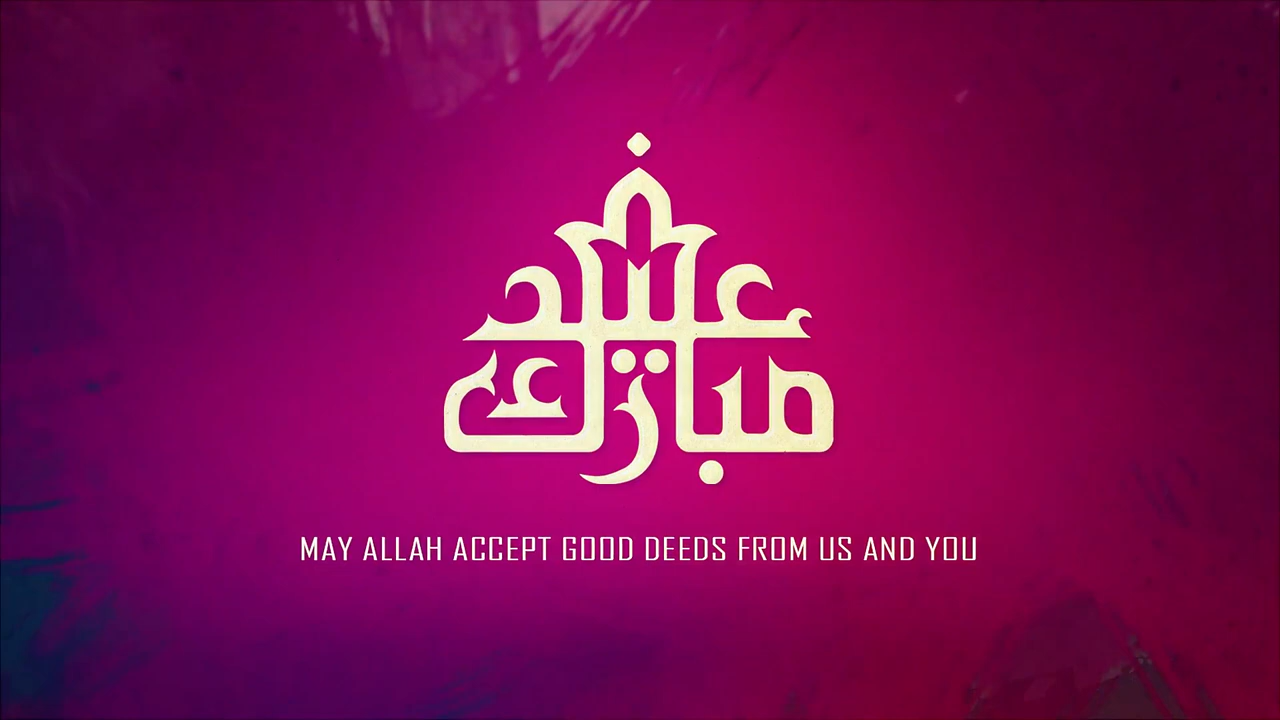 عيد
مبارك
MAY ALLAH ACCEPT GOOD DEEDS FROM US AND YOU